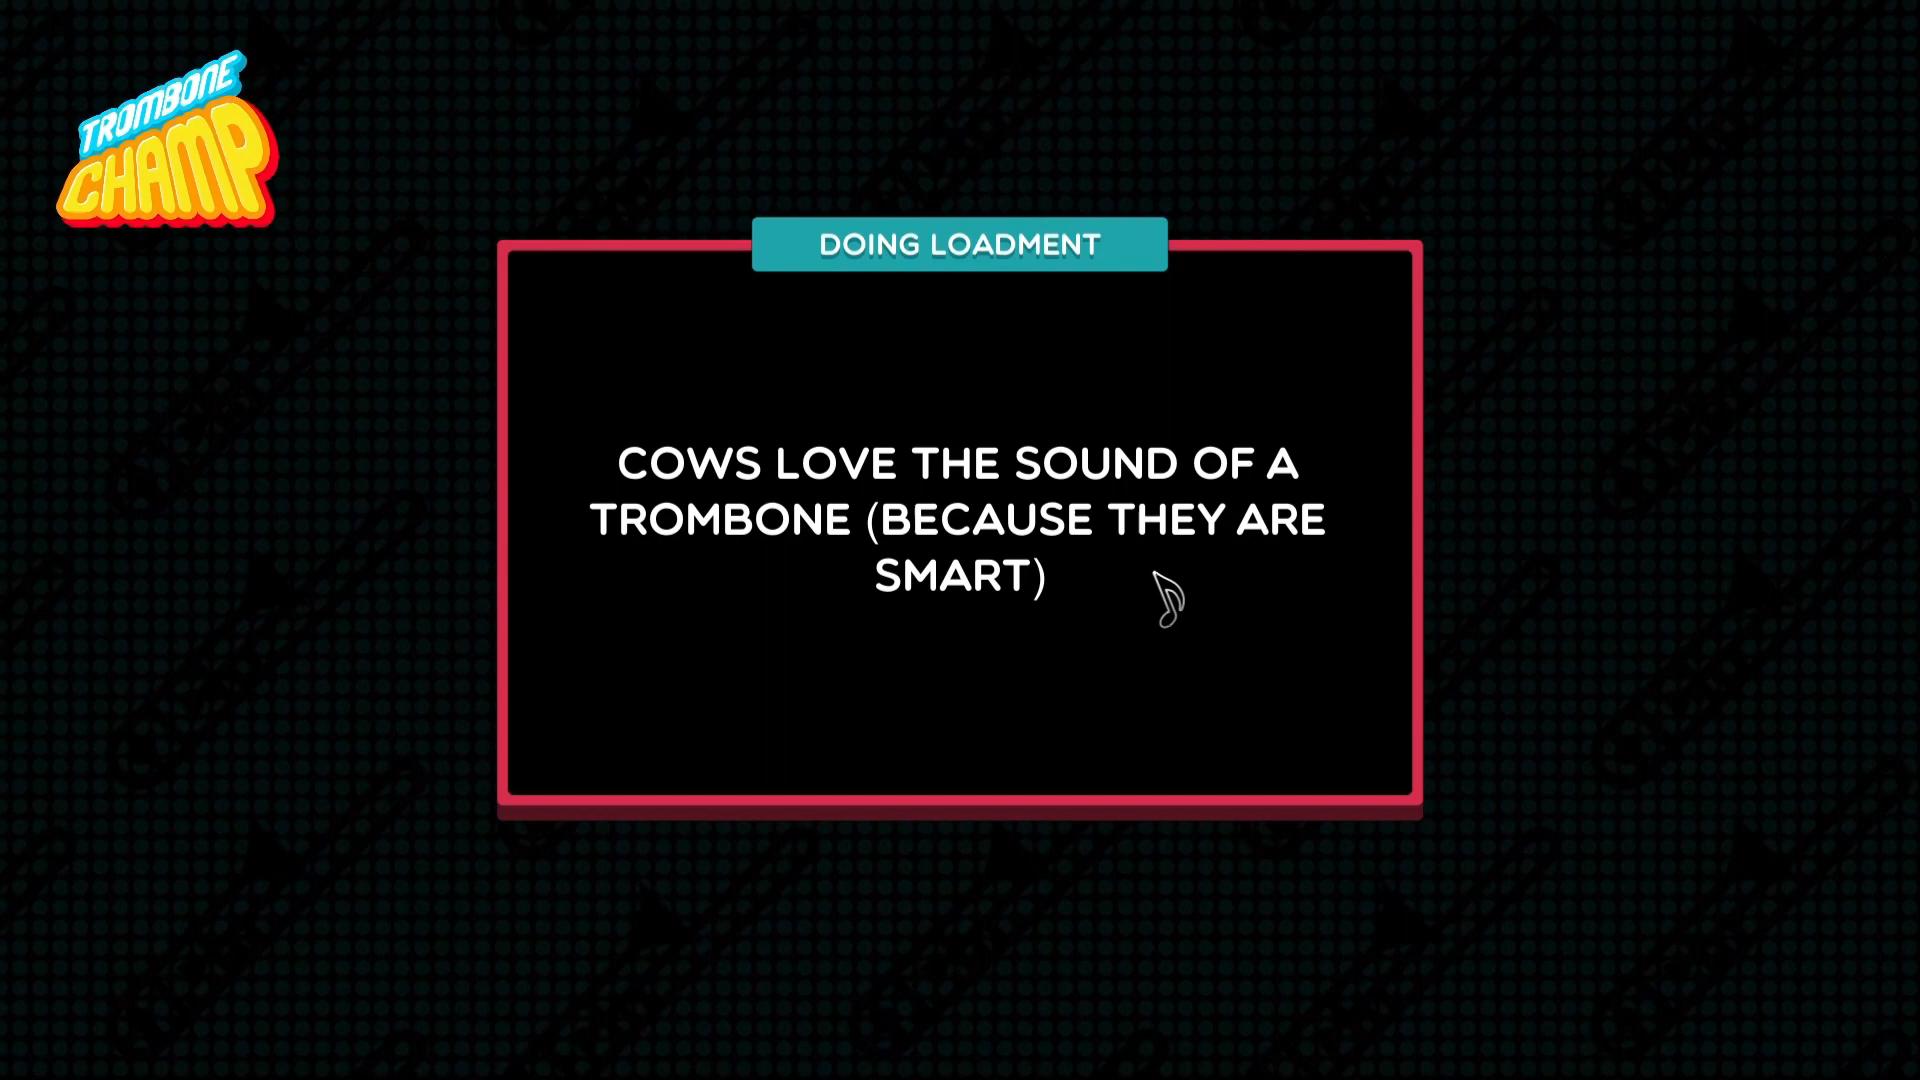 TROMBONE
CHAMP
DOING LOADMENT
COWS LOVE THE SOUND OF A
TROMBONE (BECAUSE THEY ARE
SMART)